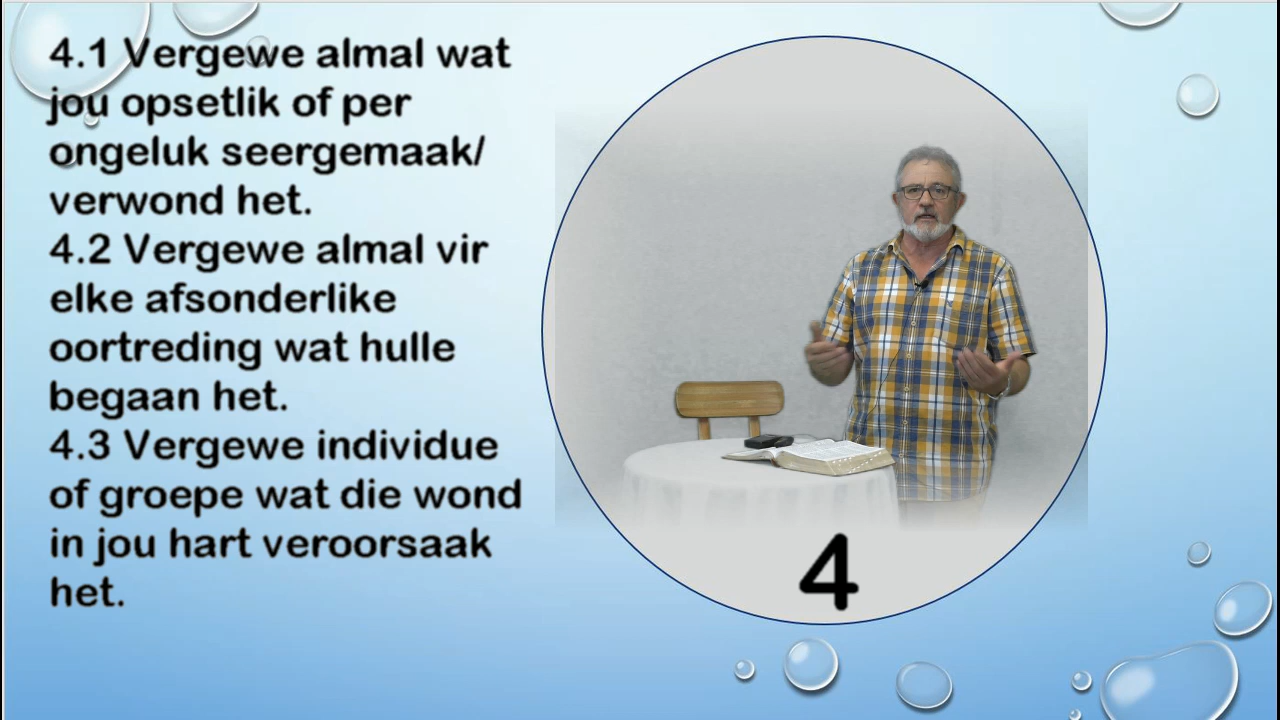 4.1 Vergewe almal wat
jou opsetlik of per
ongeluk seergemaak/
verwond het.
4.2 Vergewe almal vir
elke afsonderlike
oortreding wat hulle
begaan het.
4.3 Vergewe individue
of groepe wat die wond
in jou hart veroorsaak
het.
4